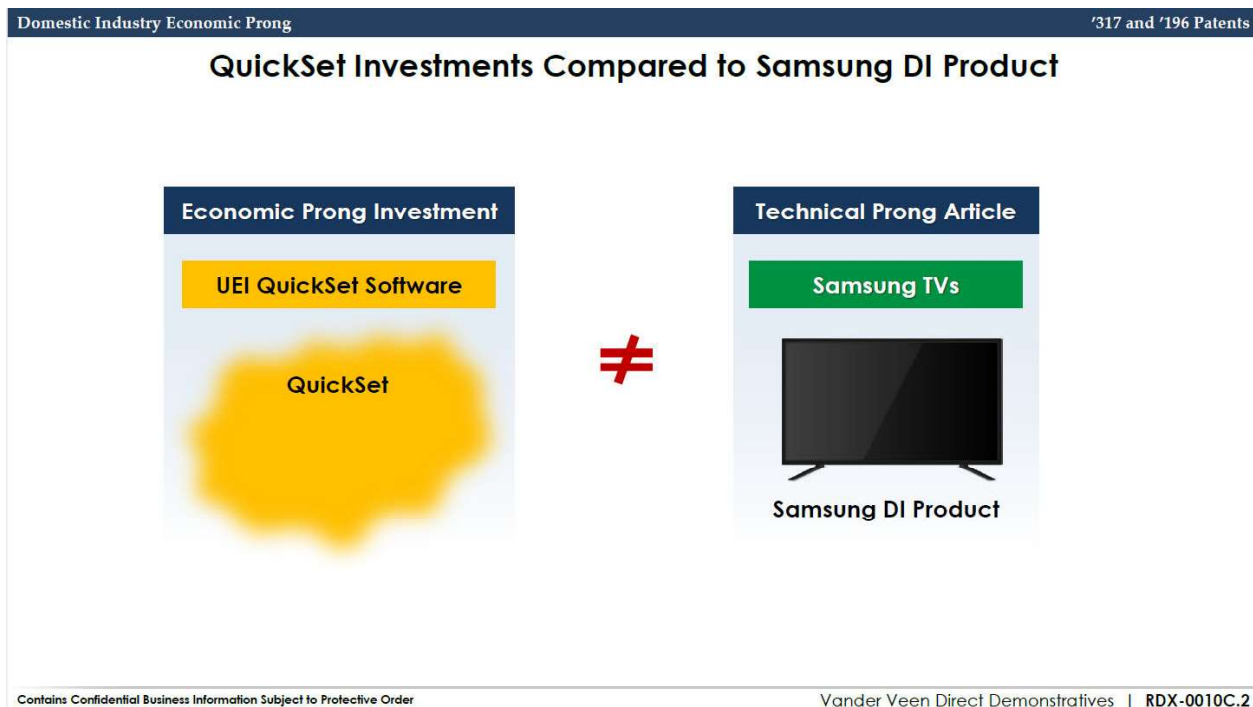 Domestic Industry Economic Prong
’317 and ’196 Patents
QuickSet Investments Compared to Samsung DI Product
Economic Prong Investment
UEI QuickSet Software
QuickSet
≠
Technical Prong Article
Samsung TVs
Samsung DI Product
Contains Confidential Business Information Subject to Protective Order
Vander Veen Direct Demonstratives | RDX-0010C.2